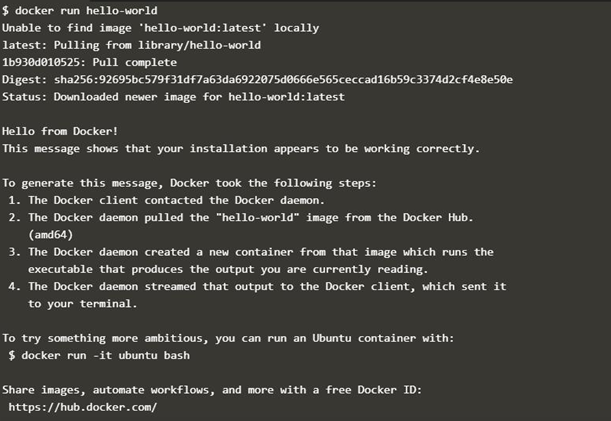 $ docker run hello-world
Unable to find image 'hello-world:latest' locally
latest: Pulling from library/hello-world
1b930d010525: Pull complete
Digest: sha256:92695bc579f31df7a63da6922075d0666e565ceccad16b59c3374d2cf4e8e50e
Status: Downloaded newer image for hello-world:latest

Hello from Docker!
This message shows that your installation appears to be working correctly.

To generate this message, Docker took the following steps:
 1. The Docker client contacted the Docker daemon.
 2. The Docker daemon pulled the "hello-world" image from the Docker Hub.
    (amd64)
 3. The Docker daemon created a new container from that image which runs the
    executable that produces the output you are currently reading.
 4. The Docker daemon streamed that output to the Docker client, which sent it
    to your terminal.

To try something more ambitious, you can run an Ubuntu container with:
 $ docker run -it ubuntu bash

Share images, automate workflows, and more with a free Docker ID:
 https://hub.docker.com/